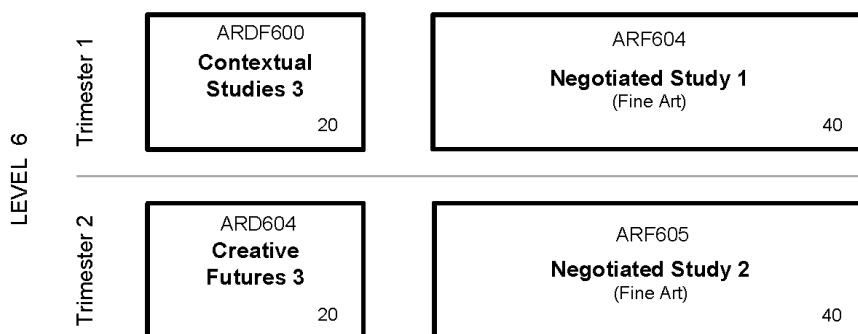 LEVEL 6
Trimester 1
ARDF600
Contextual
Studies 3
20
ARF604
Negotiated Study 1
(Fine Art)
40
Trimester 2
ARD604
Creative
Futures 3
20
ARF605
Negotiated Study 2
(Fine Art)
40